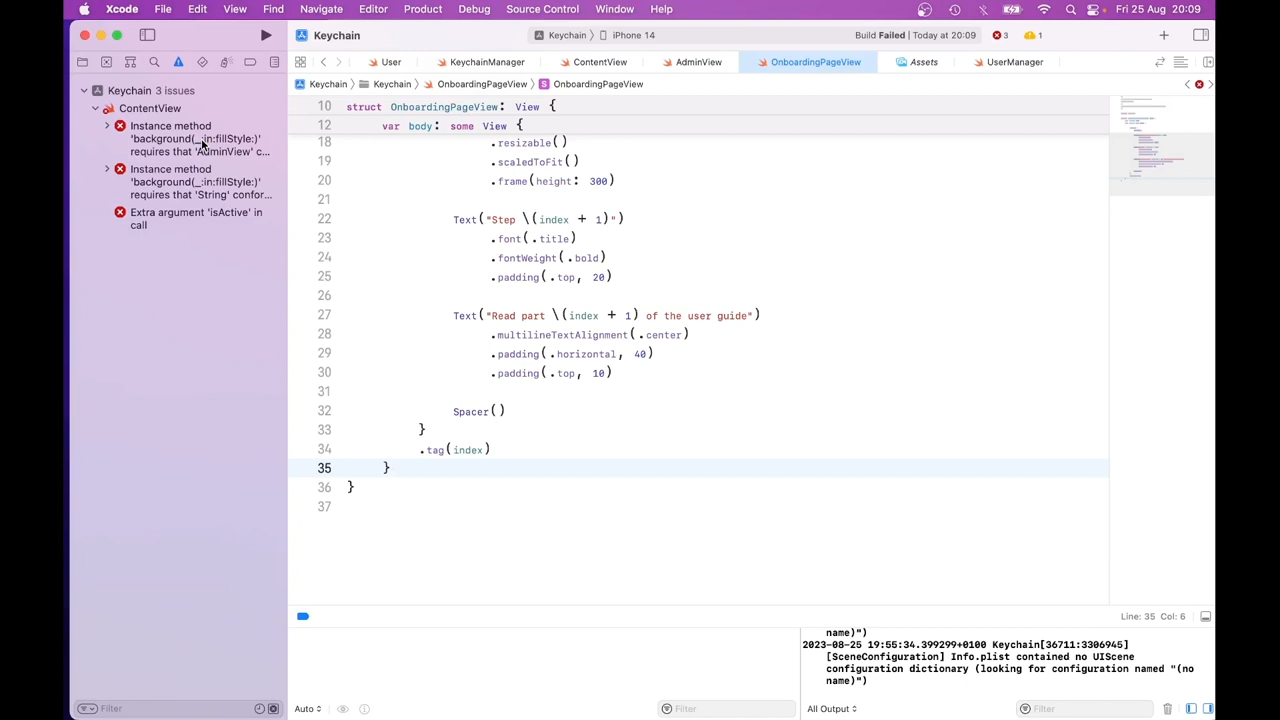 Xcode File Edit View Find Navigate Editor Product Debug Source Control Window Help Fri 25 Aug 20:09
Keychain
Keychain iPhone 14
Build Failed | Today at 20:09 3 1
User KeychainManager ContentView AdminView OnboardingPageView Assets UserManager
Keychain Keychain OnboardingPageView OnboardingPageView
Keychain 3 issues
ContentView
Instance method
'background(_:in:fillStyle:)'
requires that 'AdminView' c...
Instance method
'background(_:in:fillStyle:)'
requires that 'String' confor...
Extra argument 'isActive' in
call
10 struct OnboardingPageView: View {
12 var body: some View {
18 .resizable()
19 .scaledToFit()
20 .frame(height: 300)
21
22 Text("Step \(index + 1)")
23 .font(.title)
24 .fontWeight(.bold)
25 .padding(.top, 20)
26
27 Text("Read part \(index + 1) of the user guide")
28 .multilineTextAlignment(.center)
29 .padding(.horizontal, 40)
30 .padding(.top, 10)
31
32 Spacer()
33 }
34 .tag(index)
35 }
36 }
37
Line: 35 Col: 6
name)")
2023-08-25 19:55:34.399299+0100 Keychain[36711:3306945]
[SceneConfiguration] Info.plist contained no UIScene
configuration dictionary (looking for configuration named "(no
name)")
Filter
Auto
Filter
All Output
Filter